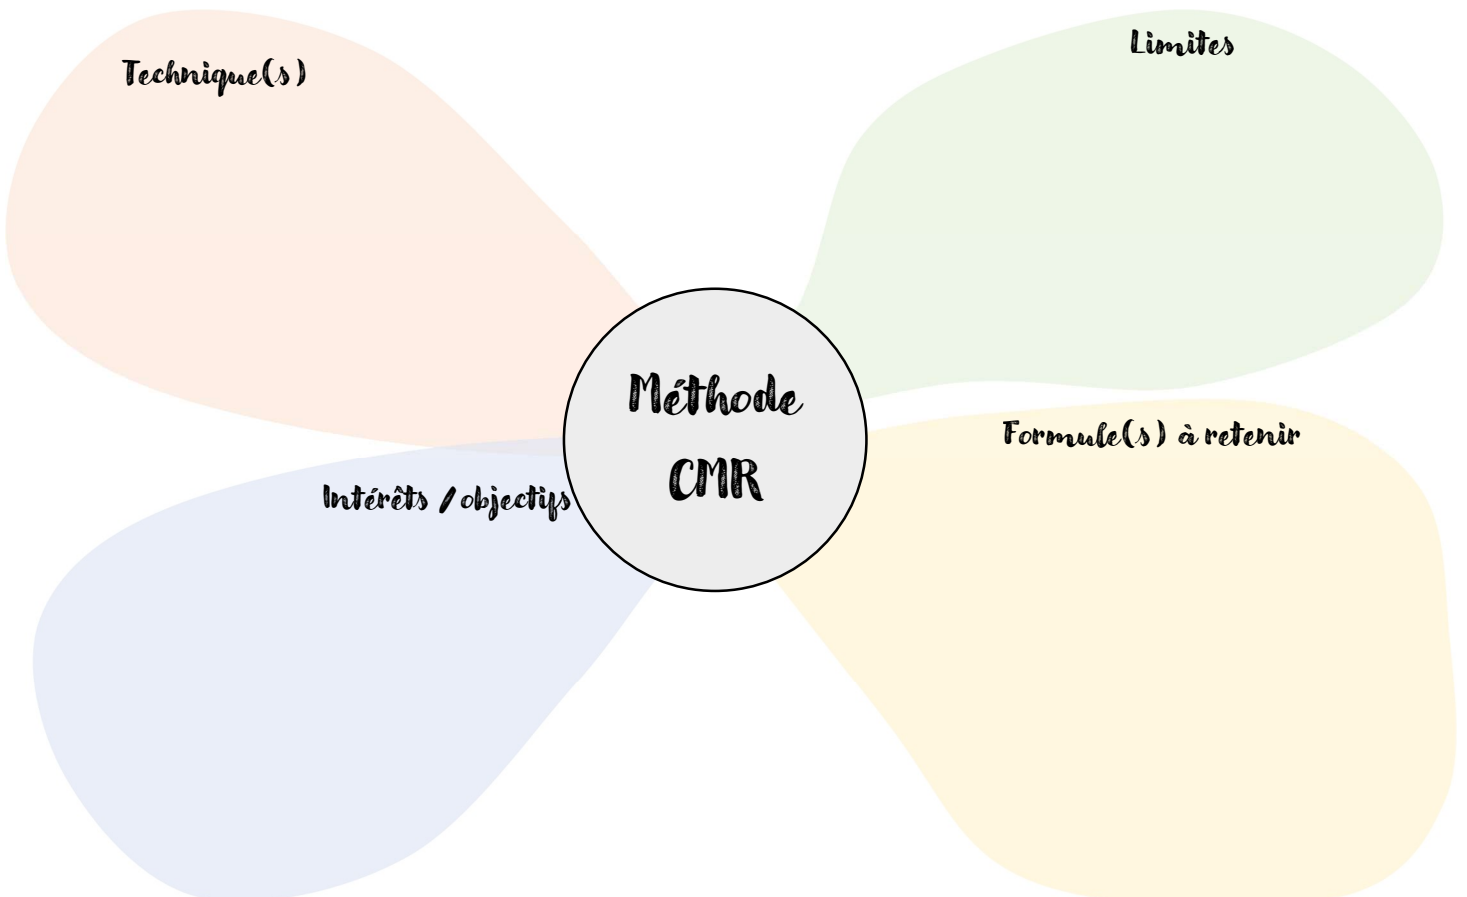 Technique(s)
Limites
Méthode
CMR
Formule(s) à retenir
Intérêts / objectifs